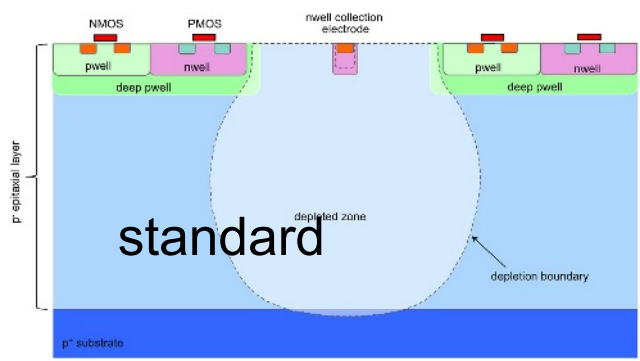 NMOS
PMOS
nwell collection
electrode
pwell
nwell
pwell
nwell
deep pwell
deep pwell
p⁻ epitaxial layer
depleted zone
standard
depletion boundary
p⁺ substrate